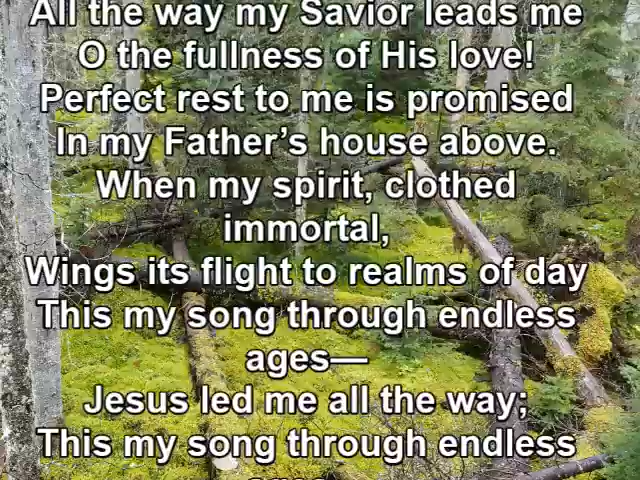 All the way my Savior leads me
O the fullness of His love!
Perfect rest to me is promised
In my Father’s house above.
When my spirit, clothed
immortal,
Wings its flight to realms of day
This my song through endless
ages—
Jesus led me all the way;
This my song through endless